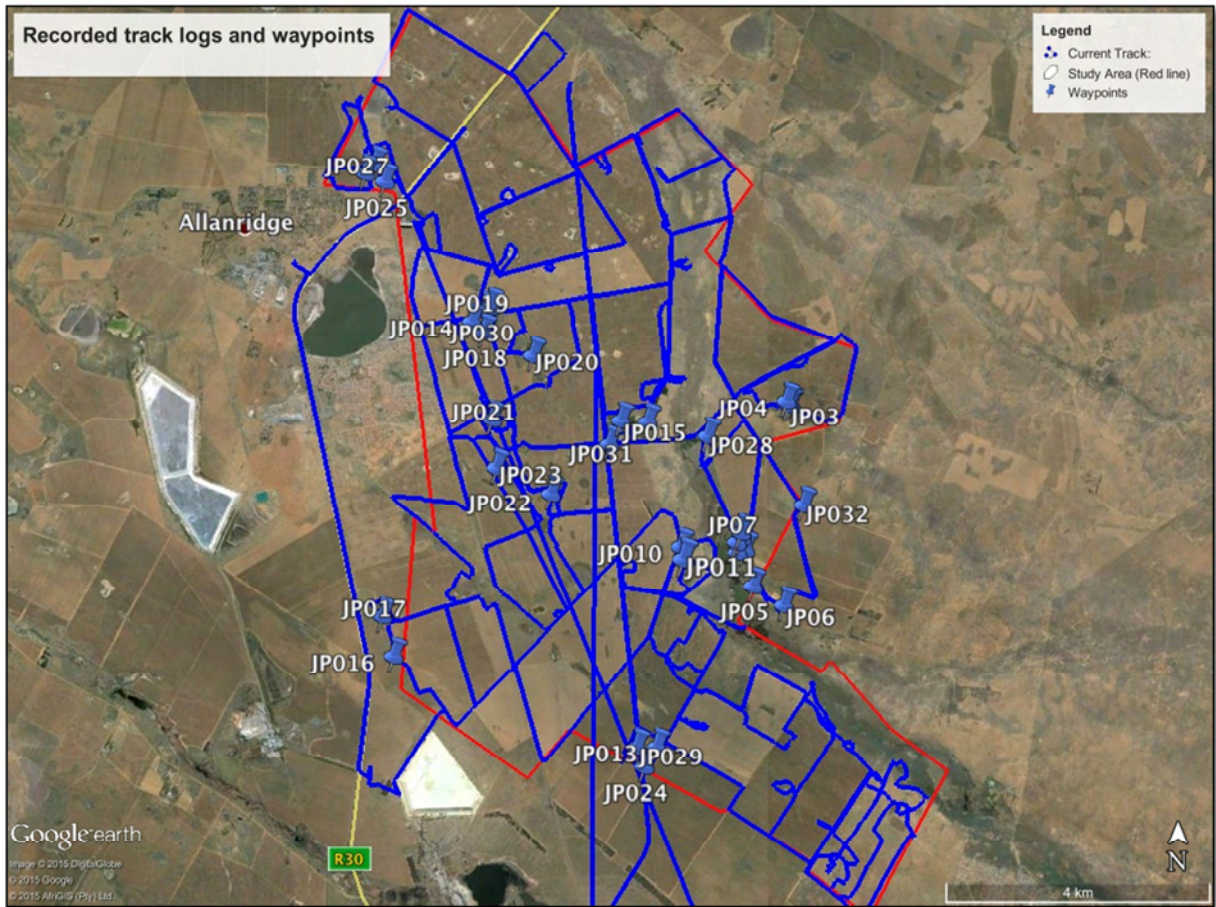 Recorded track logs and waypoints
Legend
Current Track:
Study Area (Red line)
Waypoints
JP027
JP025
Allanridge
JP019
JP014
JP030
JP018
JP020
JP021
JP04
JP03
JP015
JP031
JP028
JP023
JP022
JP032
JP07
JP010
JP011
JP05
JP06
JP017
JP016
JP013
JP029
JP024
Google earth
R30
N
Image © 2015 DigitalGlobe
© 2015 Google
© 2015 AfriGIS (Pty) Ltd.
4 km